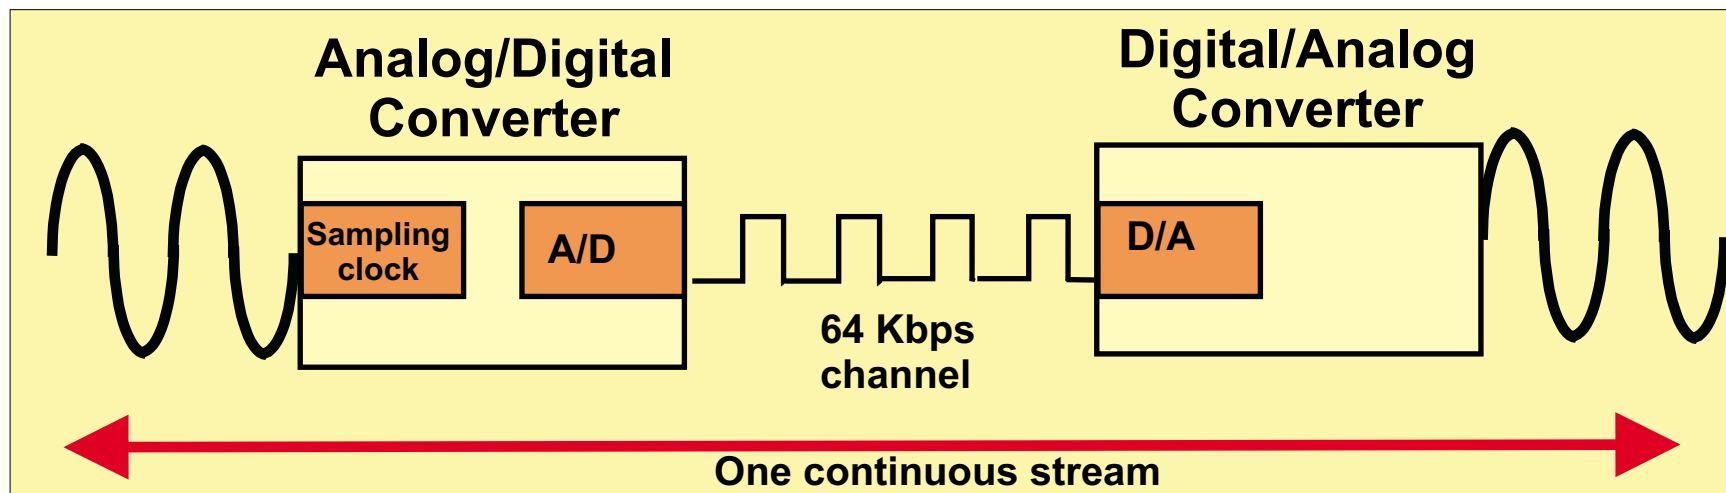 Analog/Digital
Converter
Digital/Analog
Converter
Sampling
clock
A/D
D/A
64 Kbps
channel
One continuous stream